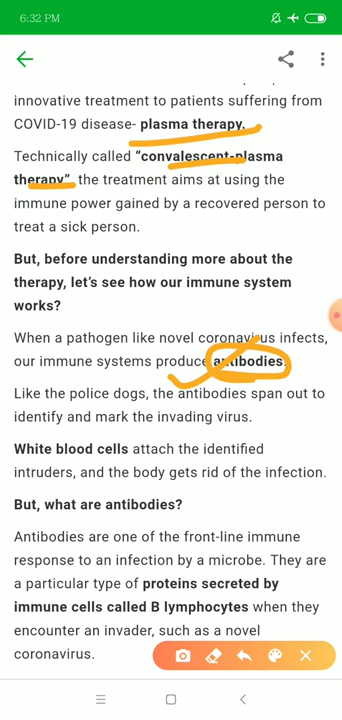 6:32 PM
innovative treatment to patients suffering from
COVID-19 disease- plasma therapy.
Technically called “convalescent-plasma
therapy”, the treatment aims at using the
immune power gained by a recovered person to
treat a sick person.
But, before understanding more about the
therapy, let’s see how our immune system
works?
When a pathogen like novel coronavirus infects,
our immune systems produce antibodies.
Like the police dogs, the antibodies span out to
identify and mark the invading virus.
White blood cells attach the identified
intruders, and the body gets rid of the infection.
But, what are antibodies?
Antibodies are one of the front-line immune
response to an infection by a microbe. They are
a particular type of proteins secreted by
immune cells called B lymphocytes when they
encounter an invader, such as a novel
coronavirus.